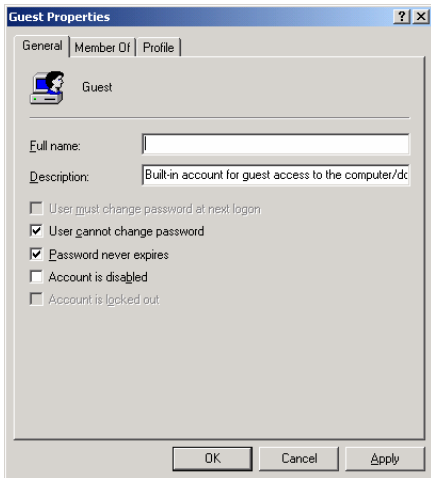 Guest Properties
General Member Of Profile
Guest
Full name:
Description: Built-in account for guest access to the computer/dc
User must change password at next logon
User cannot change password
Password never expires
Account is disabled
Account is locked out
OK Cancel Apply